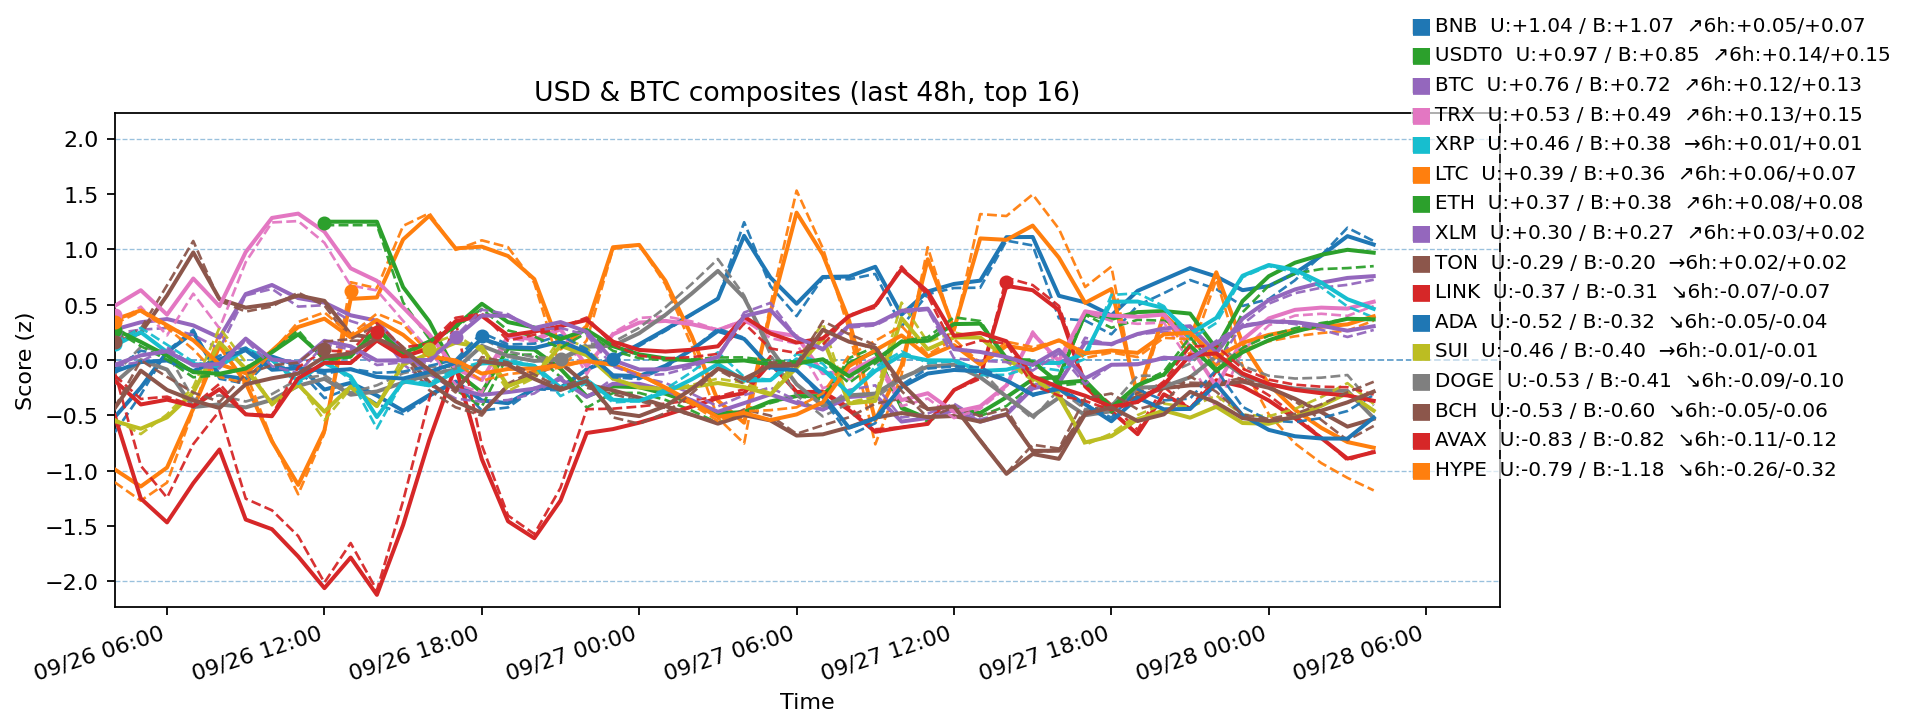 BNB  U:+1.04 / B:+1.07  ↗6h:+0.05/+0.07
USDT0  U:+0.97 / B:+0.85  ↗6h:+0.14/+0.15
BTC  U:+0.76 / B:+0.72  ↗6h:+0.12/+0.13
TRX  U:+0.53 / B:+0.49  ↗6h:+0.13/+0.15
XRP  U:+0.46 / B:+0.38  →6h:+0.01/+0.01
LTC  U:+0.39 / B:+0.36  ↗6h:+0.06/+0.07
ETH  U:+0.37 / B:+0.38  ↗6h:+0.08/+0.08
XLM  U:+0.30 / B:+0.27  ↗6h:+0.03/+0.02
TON  U:-0.29 / B:-0.20  →6h:+0.02/+0.02
LINK  U:-0.37 / B:-0.31  ↘6h:-0.07/-0.07
ADA  U:-0.52 / B:-0.32  ↘6h:-0.05/-0.04
SUI  U:-0.46 / B:-0.40  →6h:-0.01/-0.01
DOGE  U:-0.53 / B:-0.41  ↘6h:-0.09/-0.10
BCH  U:-0.53 / B:-0.60  ↘6h:-0.05/-0.06
AVAX  U:-0.83 / B:-0.82  ↘6h:-0.11/-0.12
HYPE  U:-0.79 / B:-1.18  ↘6h:-0.26/-0.32
USD & BTC composites (last 48h, top 16)
Score (z)
2.0
1.5
1.0
0.5
0.0
−0.5
−1.0
−1.5
−2.0
09/26 06:00
09/26 12:00
09/26 18:00
09/27 00:00
09/27 06:00
09/27 12:00
09/27 18:00
09/28 00:00
09/28 06:00
Time